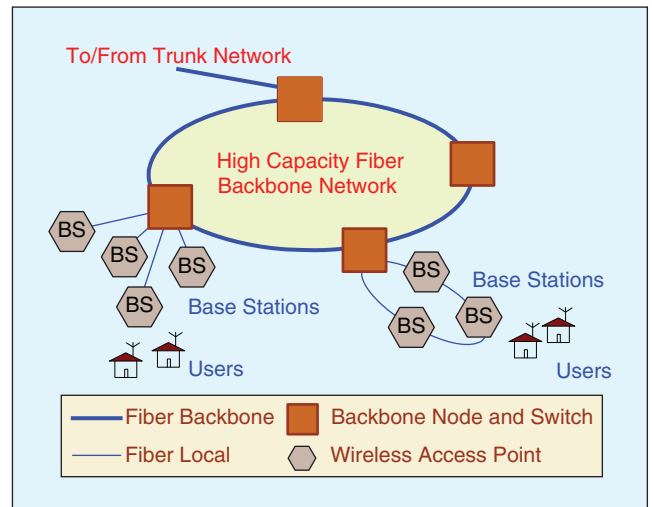 To/From Trunk Network
High Capacity Fiber
Backbone Network
BS
BS
BS
BS
BS
BS
BS
Base Stations
Base Stations
Users
Users
Fiber Backbone
Backbone Node and Switch
Fiber Local
Wireless Access Point